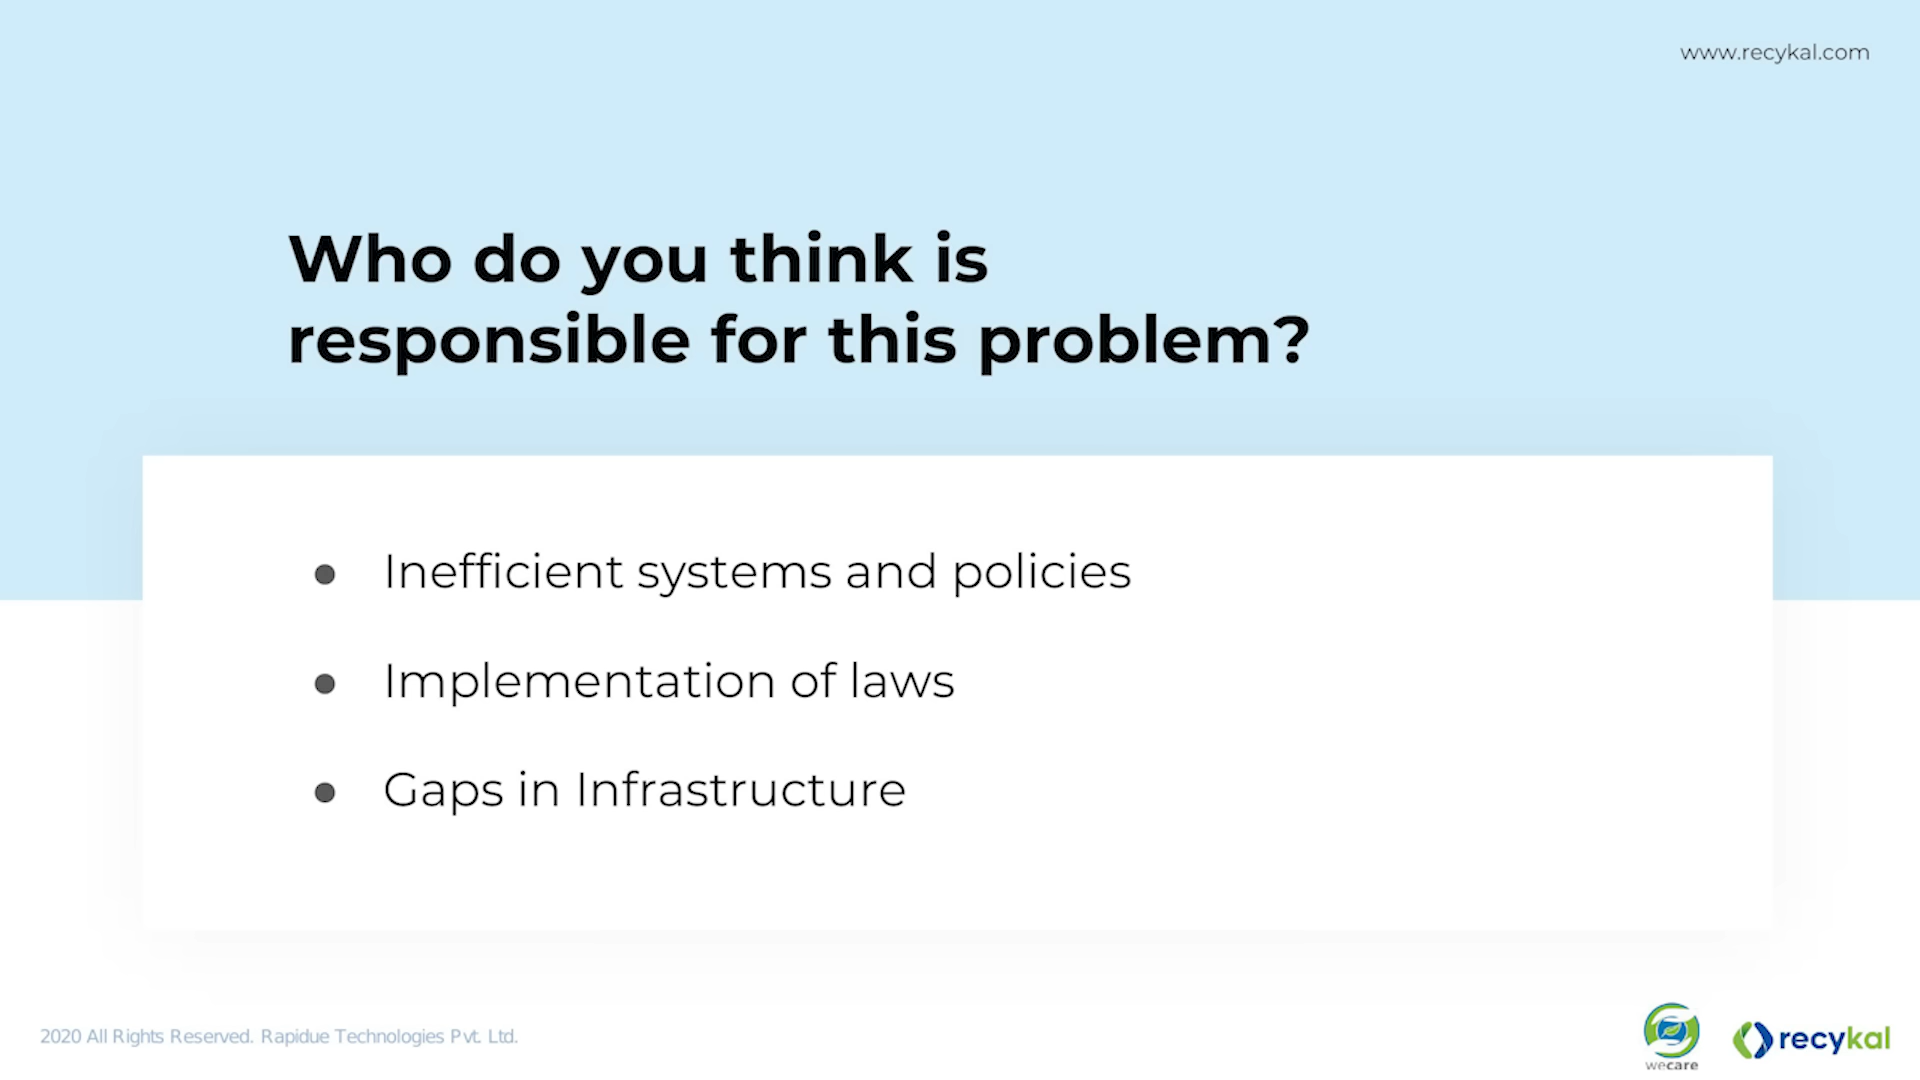 www.recykal.com
Who do you think is
responsible for this problem?
● Inefficient systems and policies
● Implementation of laws
● Gaps in Infrastructure
2020 All Rights Reserved. Rapidue Technologies Pvt. Ltd.
wecare
recykal